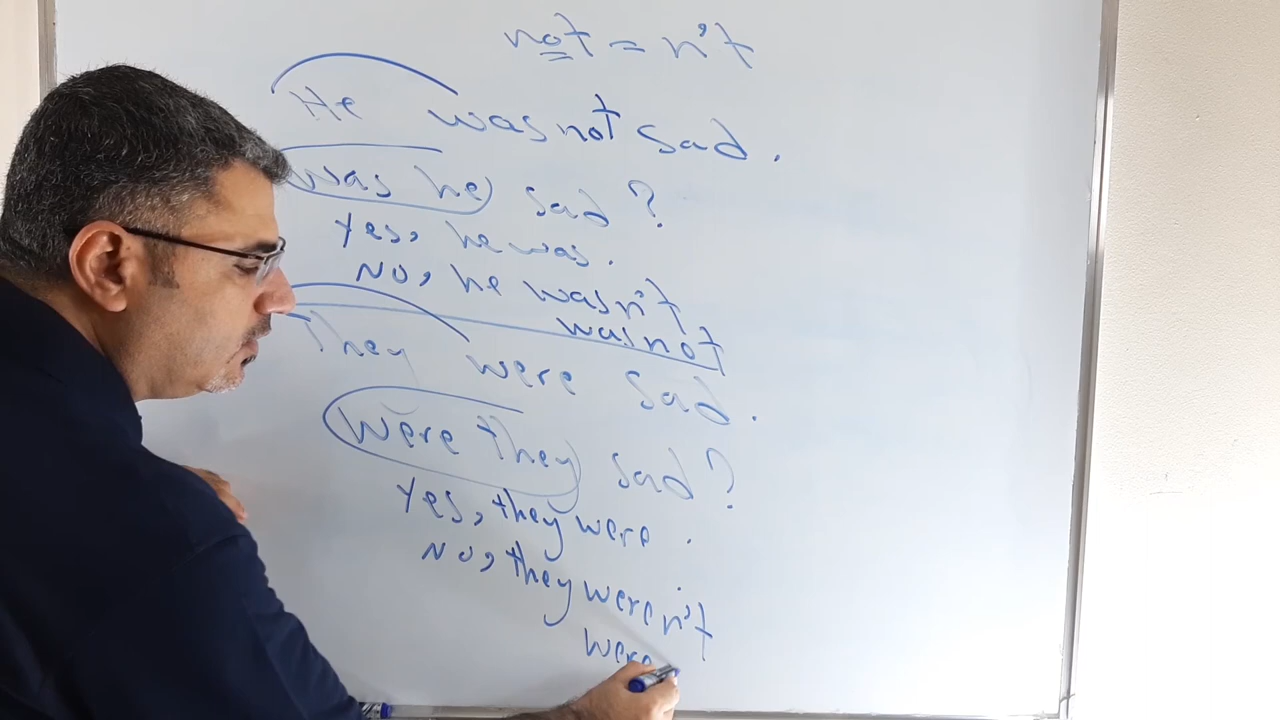 not = n't
He was not sad.
was he sad?
Yes, he was.
No, he wasn't
was not
They were sad.
Were they sad?
Yes, they were.
No, they weren't
were